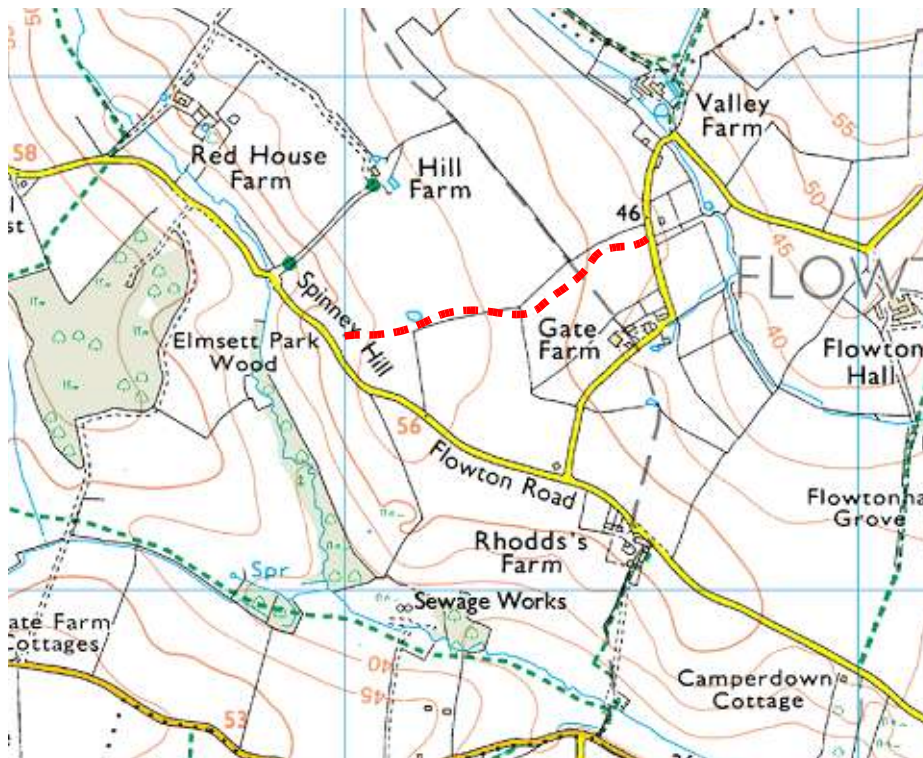 50
58
Red House
Farm
Hill
Farm
Valley
Farm
55
50
46
45
FLOWT
Spinney
Hill
Elmsett Park
Wood
Gate
Farm
40
Flowton
Hall
56
Flowton Road
Flowtonha
Grove
Rhodds's
Farm
Spr
Sewage Works
ate Farm
Cottages
40
45
53
Camperdown
Cottage
st